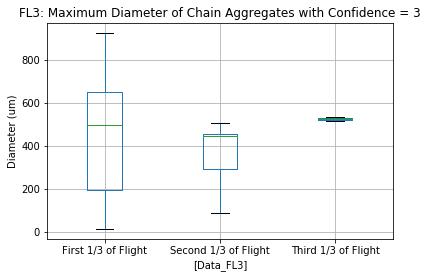 FL3: Maximum Diameter of Chain Aggregates with Confidence = 3
Diameter (um)
800
600
400
200
0
First 1/3 of Flight
Second 1/3 of Flight
Third 1/3 of Flight
[Data_FL3]